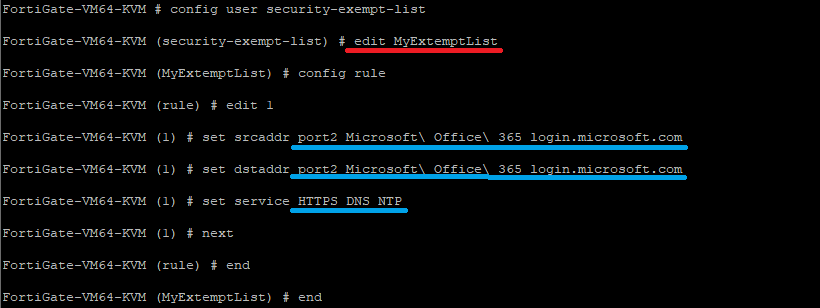 FortiGate-VM64-KVM # config user security-exempt-list
FortiGate-VM64-KVM (security-exempt-list) # edit MyExtemptList
FortiGate-VM64-KVM (MyExtemptList) # config rule
FortiGate-VM64-KVM (rule) # edit 1
FortiGate-VM64-KVM (1) # set srcaddr port2 Microsoft\ Office\ 365 login.microsoft.com
FortiGate-VM64-KVM (1) # set dstaddr port2 Microsoft\ Office\ 365 login.microsoft.com
FortiGate-VM64-KVM (1) # set service HTTPS DNS NTP
FortiGate-VM64-KVM (1) # next
FortiGate-VM64-KVM (rule) # end
FortiGate-VM64-KVM (MyExtemptList) # end